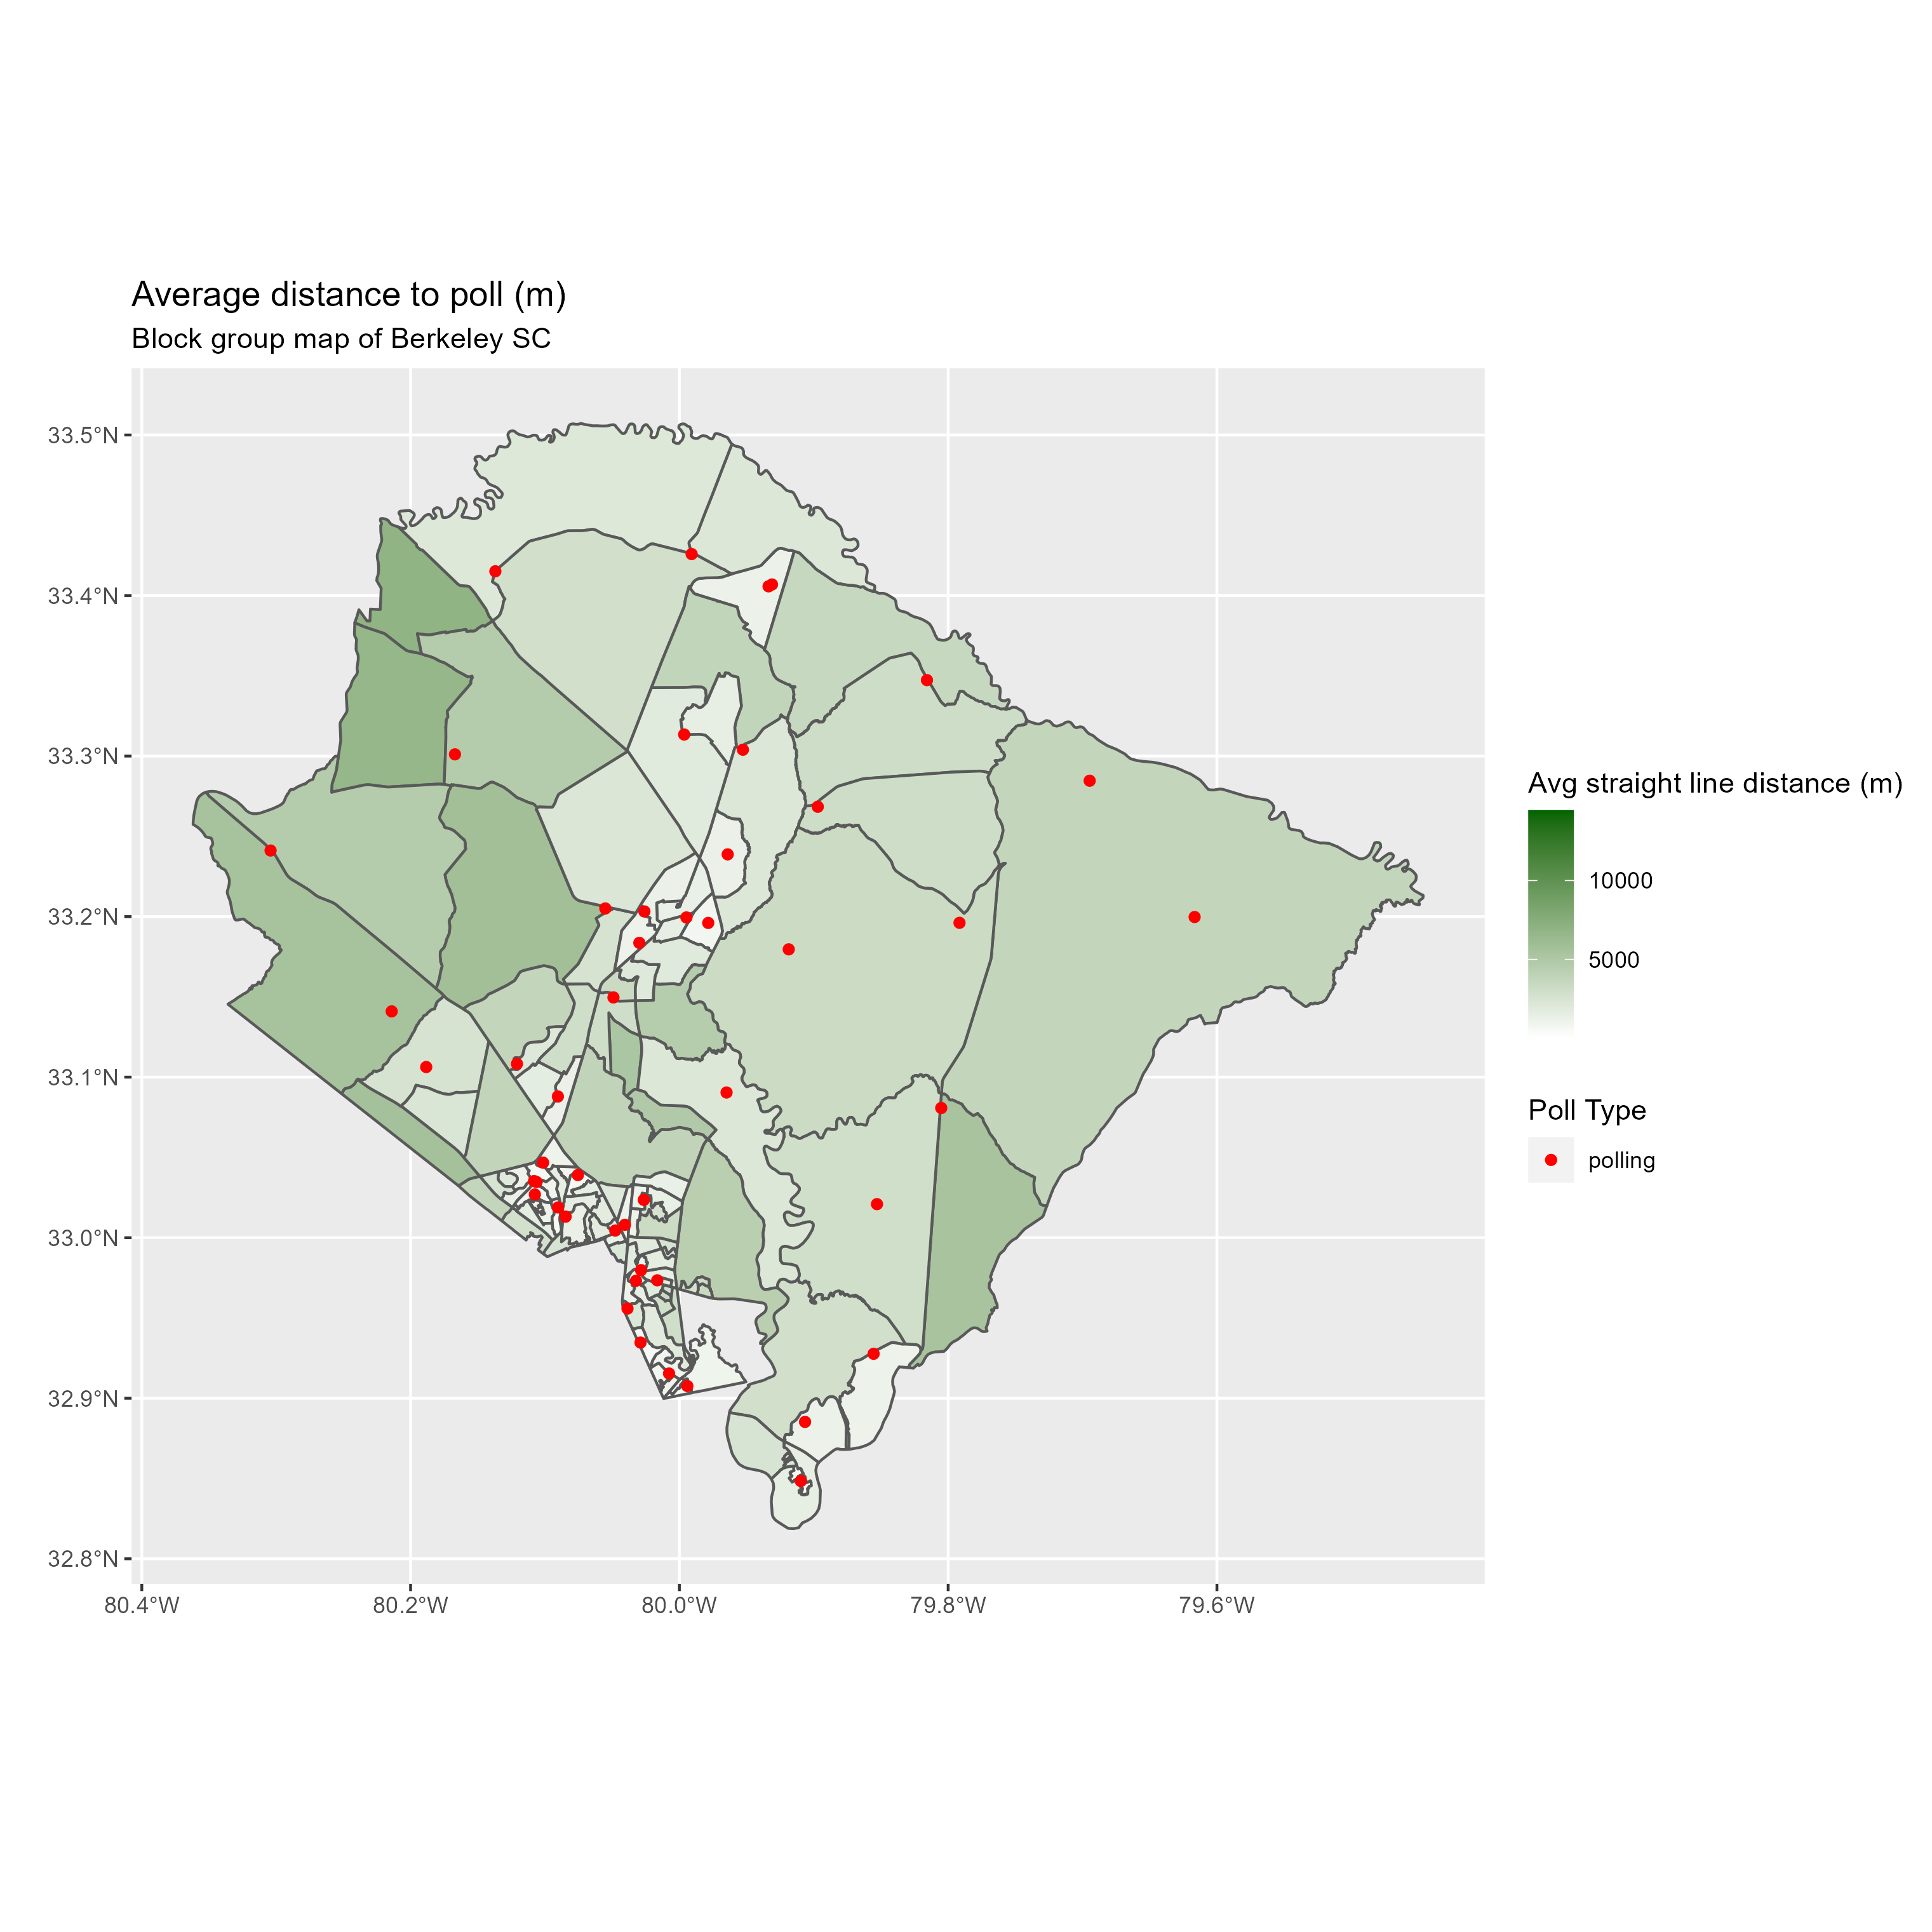 Average distance to poll (m)
Block group map of Berkeley SC
33.5°N
33.4°N
33.3°N
33.2°N
33.1°N
33.0°N
32.9°N
32.8°N
80.4°W
80.2°W
80.0°W
79.8°W
79.6°W
Avg straight line distance (m)
10000
5000
Poll Type
polling